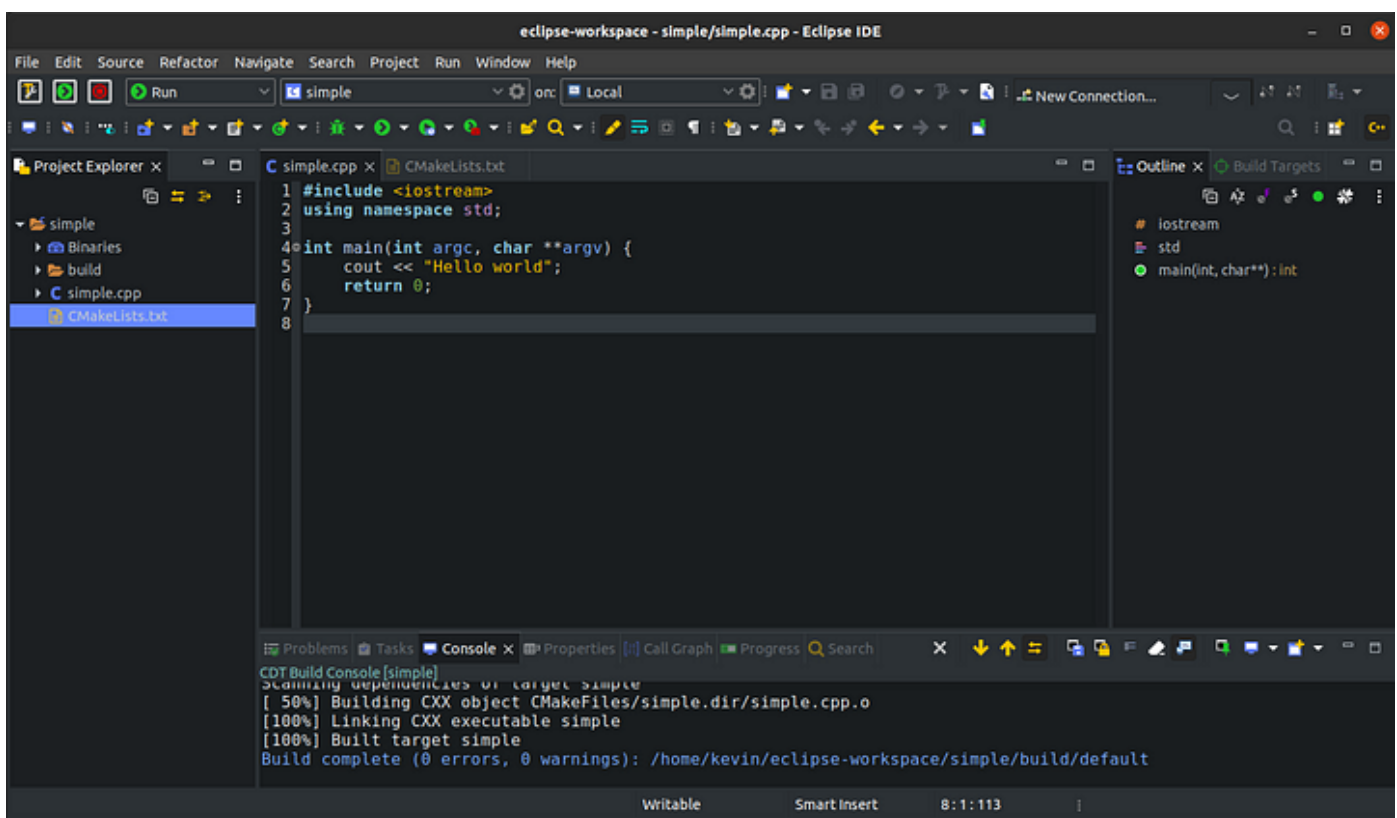 eclipse-workspace - simple/simple.cpp - Eclipse IDE
File Edit Source Refactor Navigate Search Project Run Window Help
Run simple on: Local New Connection...
Project Explorer
simple
Binaries
build
simple.cpp
CMakeLists.txt
simple.cpp CMakeLists.txt
1 #include <iostream>
2 using namespace std;
3
4 int main(int argc, char **argv) {
5     cout << "Hello world";
6     return 0;
7 }
8
Outline Build Targets
iostream
std
main(int, char**) : int
Problems Tasks Console Properties Call Graph Progress Search
CDT Build Console [simple]
Scanning dependencies of target simple
[ 50%] Building CXX object CMakeFiles/simple.dir/simple.cpp.o
[100%] Linking CXX executable simple
[100%] Built target simple
Build complete (0 errors, 0 warnings): /home/kevin/eclipse-workspace/simple/build/default
Writable Smart Insert 8:1:113